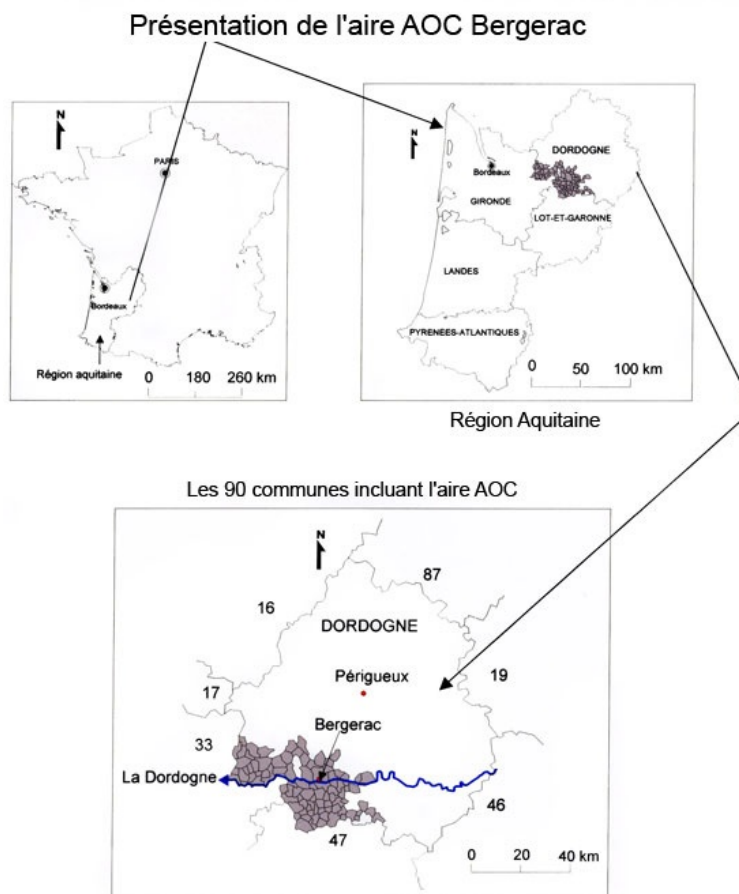 Présentation de l'aire AOC Bergerac
N
PARIS
Bordeaux
Région aquitaine
0 180 260 km
N
DORDOGNE
Bordeaux
GIRONDE
LOT-ET-GARONNE
LANDES
PYRENEES-ATLANTIQUES
0 50 100 km
Région Aquitaine
Les 90 communes incluant l'aire AOC
N
87
16
DORDOGNE
Périgueux
19
17
Bergerac
33
La Dordogne
46
47
0 20 40 km